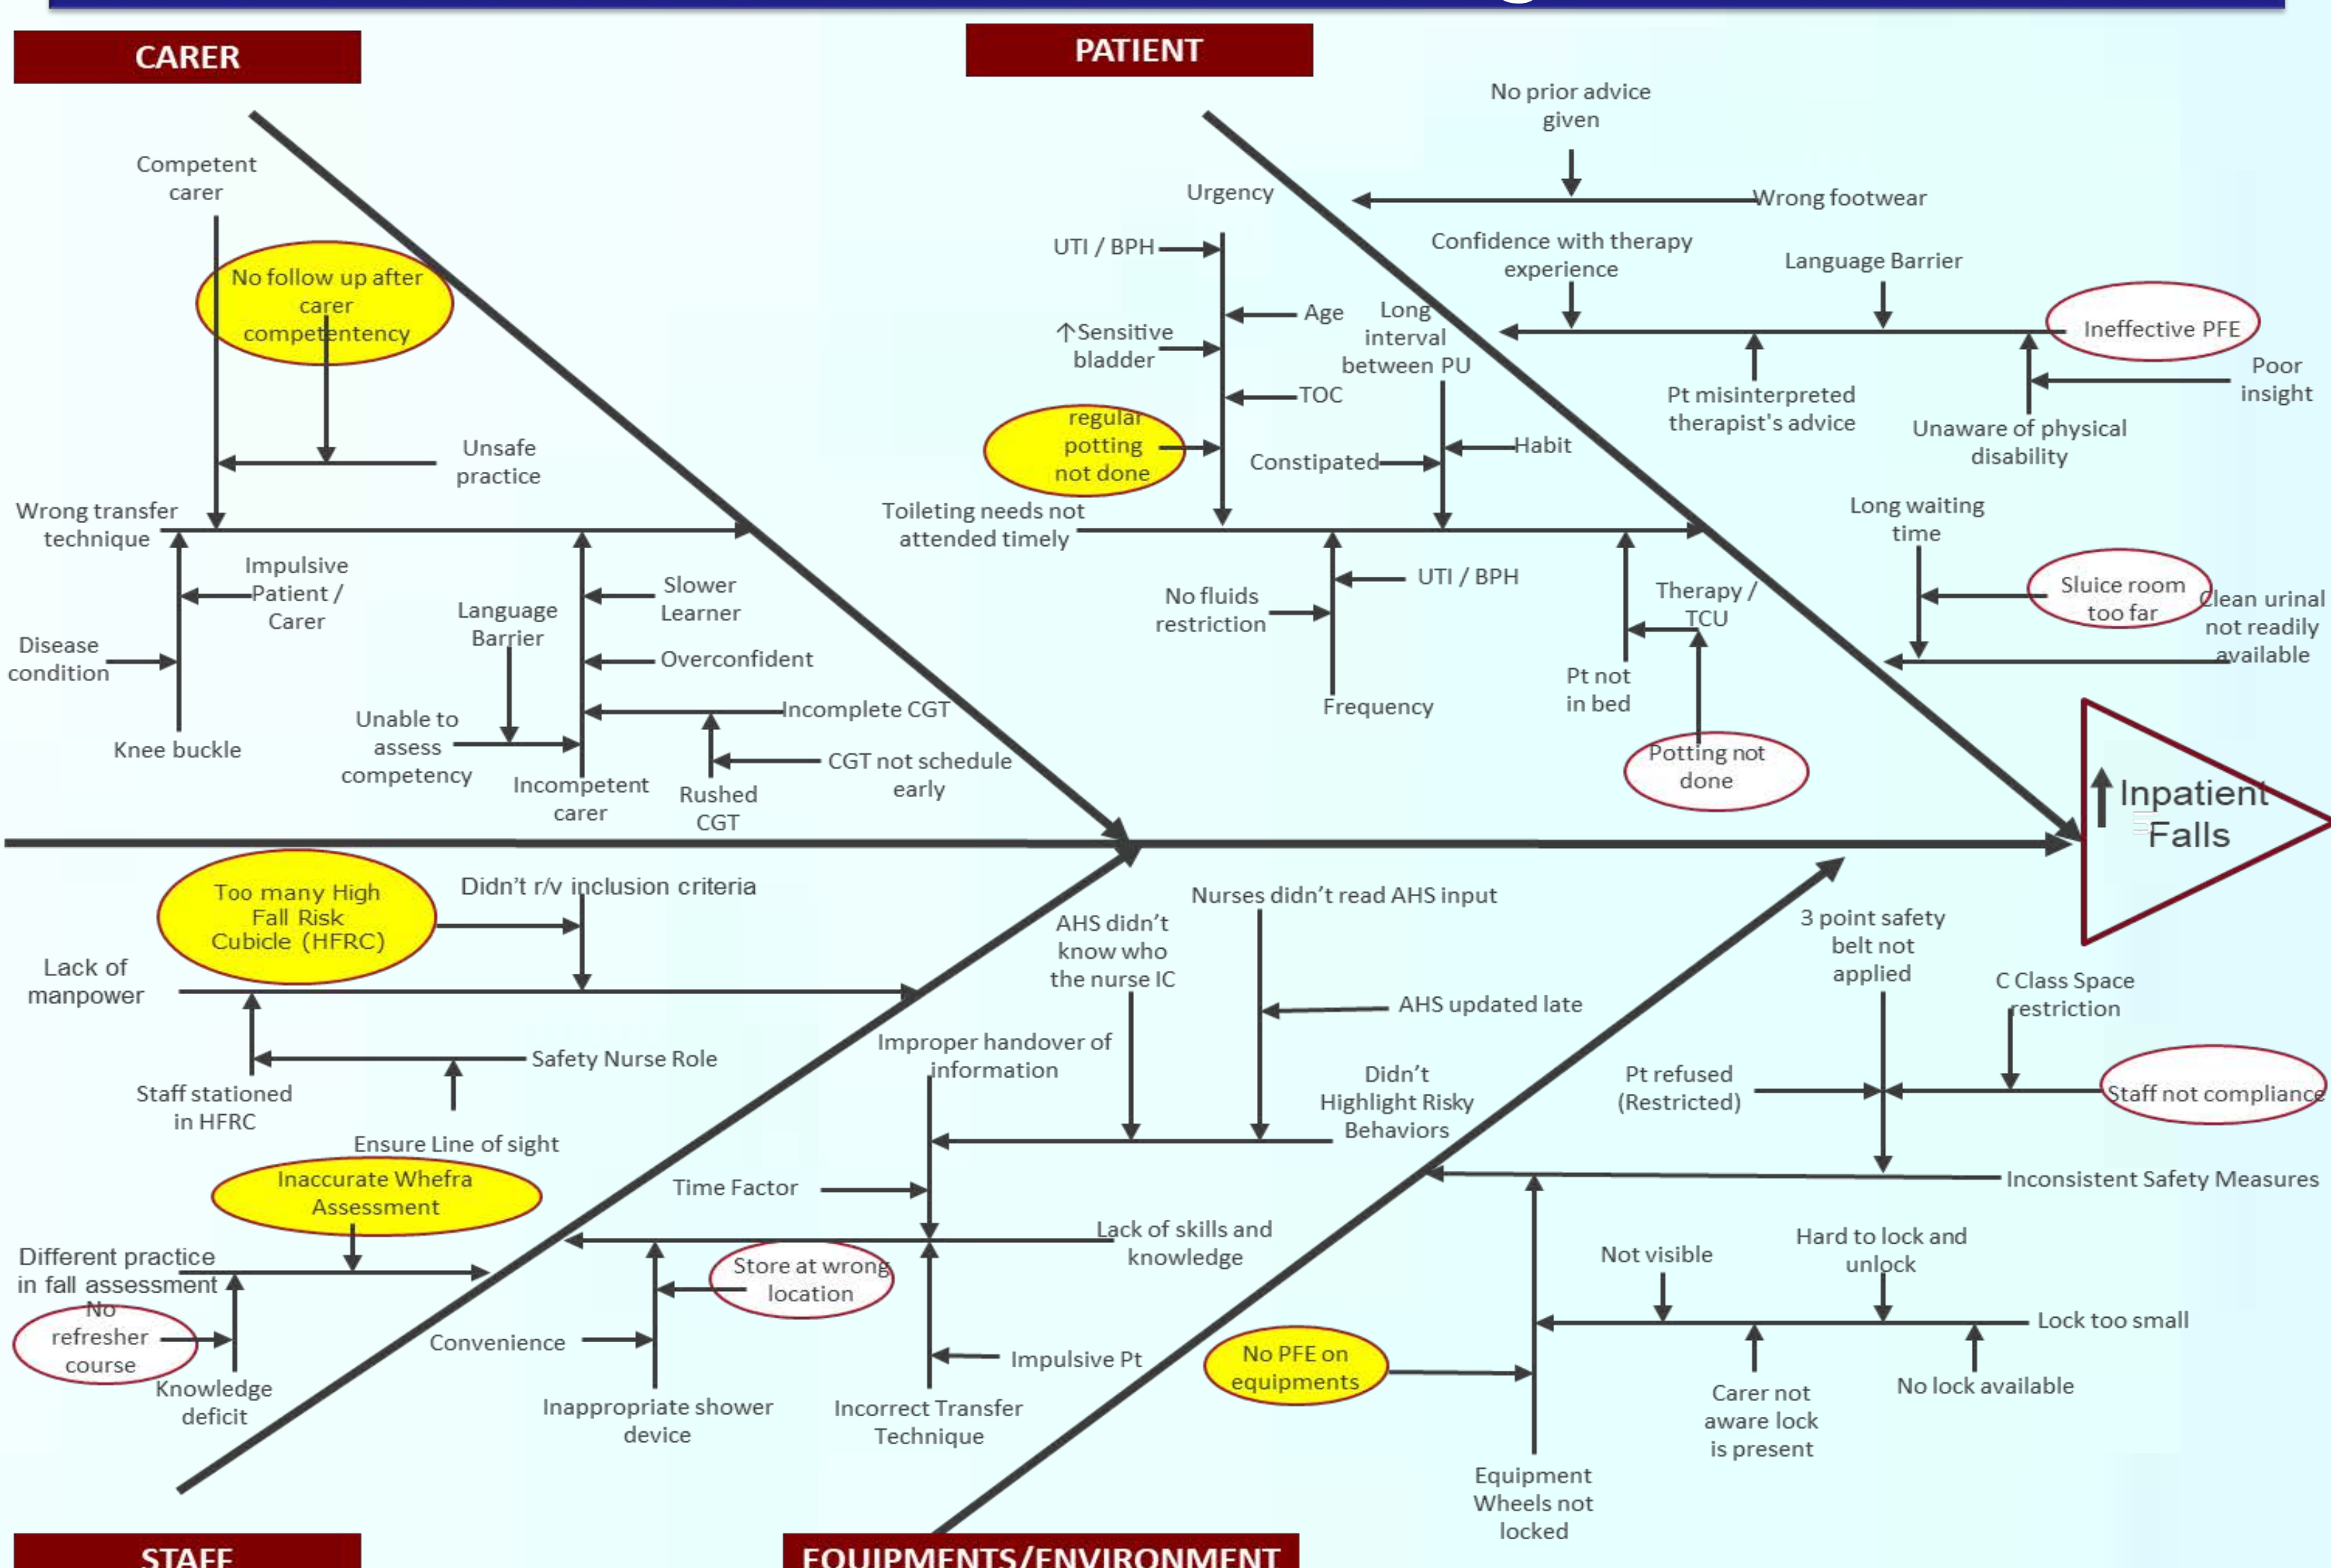 CARER
PATIENT
No prior advice
given
Wrong footwear
Competent
carer
No follow up after
carer
competentency
Unsafe
practice
Wrong transfer
technique
Impulsive
Patient /
Carer
Disease
condition
Knee buckle
Language
Barrier
Slower
Learner
Overconfident
Incomplete CGT
Unable to
assess
competency
CGT not schedule
early
Incompetent
carer
Rushed
CGT
Urgency
UTI / BPH
Age
↑Sensitive
bladder
TOC
regular
potting
not done
Long
interval
between PU
Habit
Constipated
Toileting needs not
attended timely
Confidence with therapy
experience
Language Barrier
Ineffective PFE
Poor
insight
Pt misinterpreted
therapist's advice
Unaware of physical
disability
UTI / BPH
No fluids
restriction
Frequency
Therapy /
TCU
Pt not
in bed
Potting not
done
Long waiting
time
Sluice room
too far
Clean urinal
not readily
available
Inpatient
Falls
Too many High
Fall Risk
Cubicle (HFRC)
Didn’t r/v inclusion criteria
Lack of
manpower
Safety Nurse Role
Staff stationed
in HFRC
Ensure Line of sight
Inaccurate Whefra
Assessment
Different practice
in fall assessment
No
refresher
course
Knowledge
deficit
Nurses didn’t read AHS input
AHS didn’t
know who
the nurse IC
AHS updated late
Improper handover of
information
Didn’t
Highlight Risky
Behaviors
Time Factor
Lack of skills and
knowledge
Store at wrong
location
Convenience
Impulsive Pt
Inappropriate shower
device
Incorrect Transfer
Technique
3 point safety
belt not
applied
C Class Space
restriction
Pt refused
(Restricted)
Staff not compliance
Inconsistent Safety Measures
Not visible
Hard to lock and
unlock
Lock too small
No PFE on
equipments
Carer not
aware lock
is present
No lock available
Equipment
Wheels not
locked
STAFF
EQUIPMENTS/ENVIRONMENT